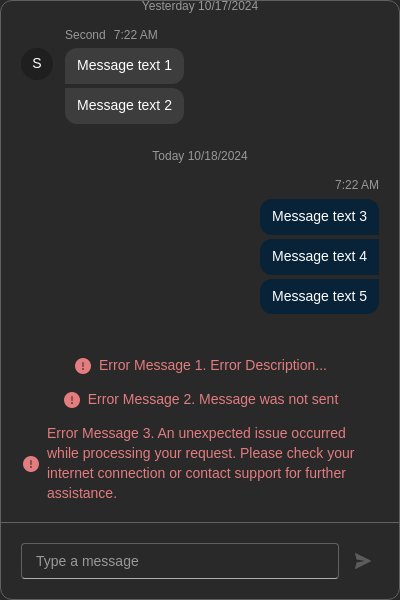 Yesterday 10/17/2024
Second 7:22 AM
S
Message text 1
Message text 2
Today 10/18/2024
7:22 AM
Message text 3
Message text 4
Message text 5
Error Message 1. Error Description...
Error Message 2. Message was not sent
Error Message 3. An unexpected issue occurred
while processing your request. Please check your
internet connection or contact support for further
assistance.
Type a message